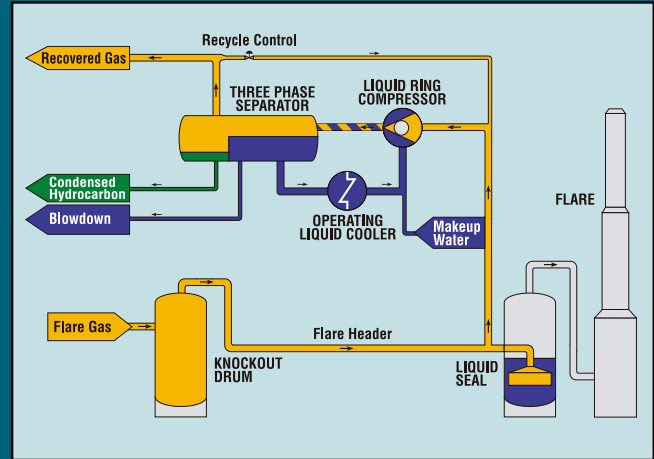 Recycle Control
Recovered Gas
LIQUID RING
COMPRESSOR
THREE PHASE
SEPARATOR
Condensed
Hydrocarbon
Blowdown
OPERATING
LIQUID COOLER
Makeup
Water
FLARE
Flare Gas
Flare Header
KNOCKOUT
DRUM
LIQUID
SEAL